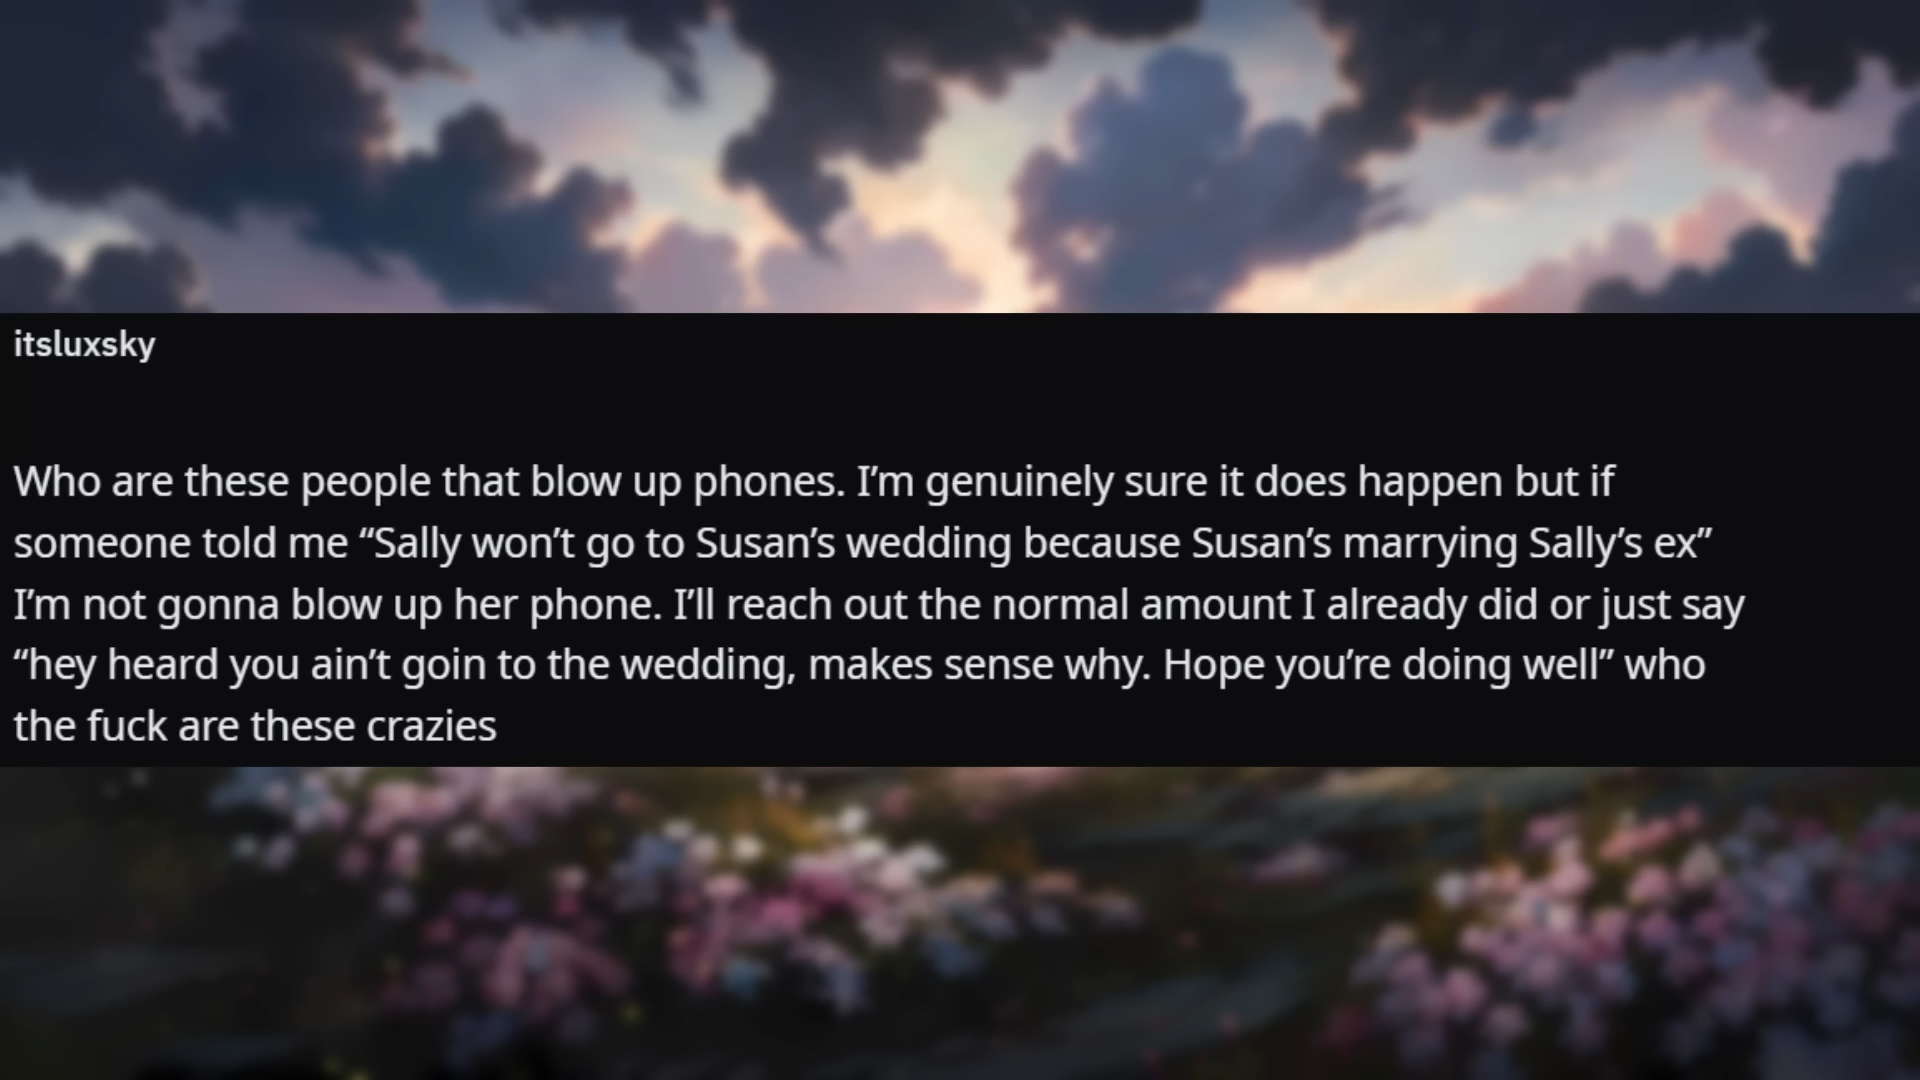 itsluxsky
Who are these people that blow up phones. I’m genuinely sure it does happen but if
someone told me “Sally won’t go to Susan’s wedding because Susan’s marrying Sally’s ex”
I’m not gonna blow up her phone. I’ll reach out the normal amount I already did or just say
“hey heard you ain’t goin to the wedding, makes sense why. Hope you’re doing well” who
the fuck are these crazies